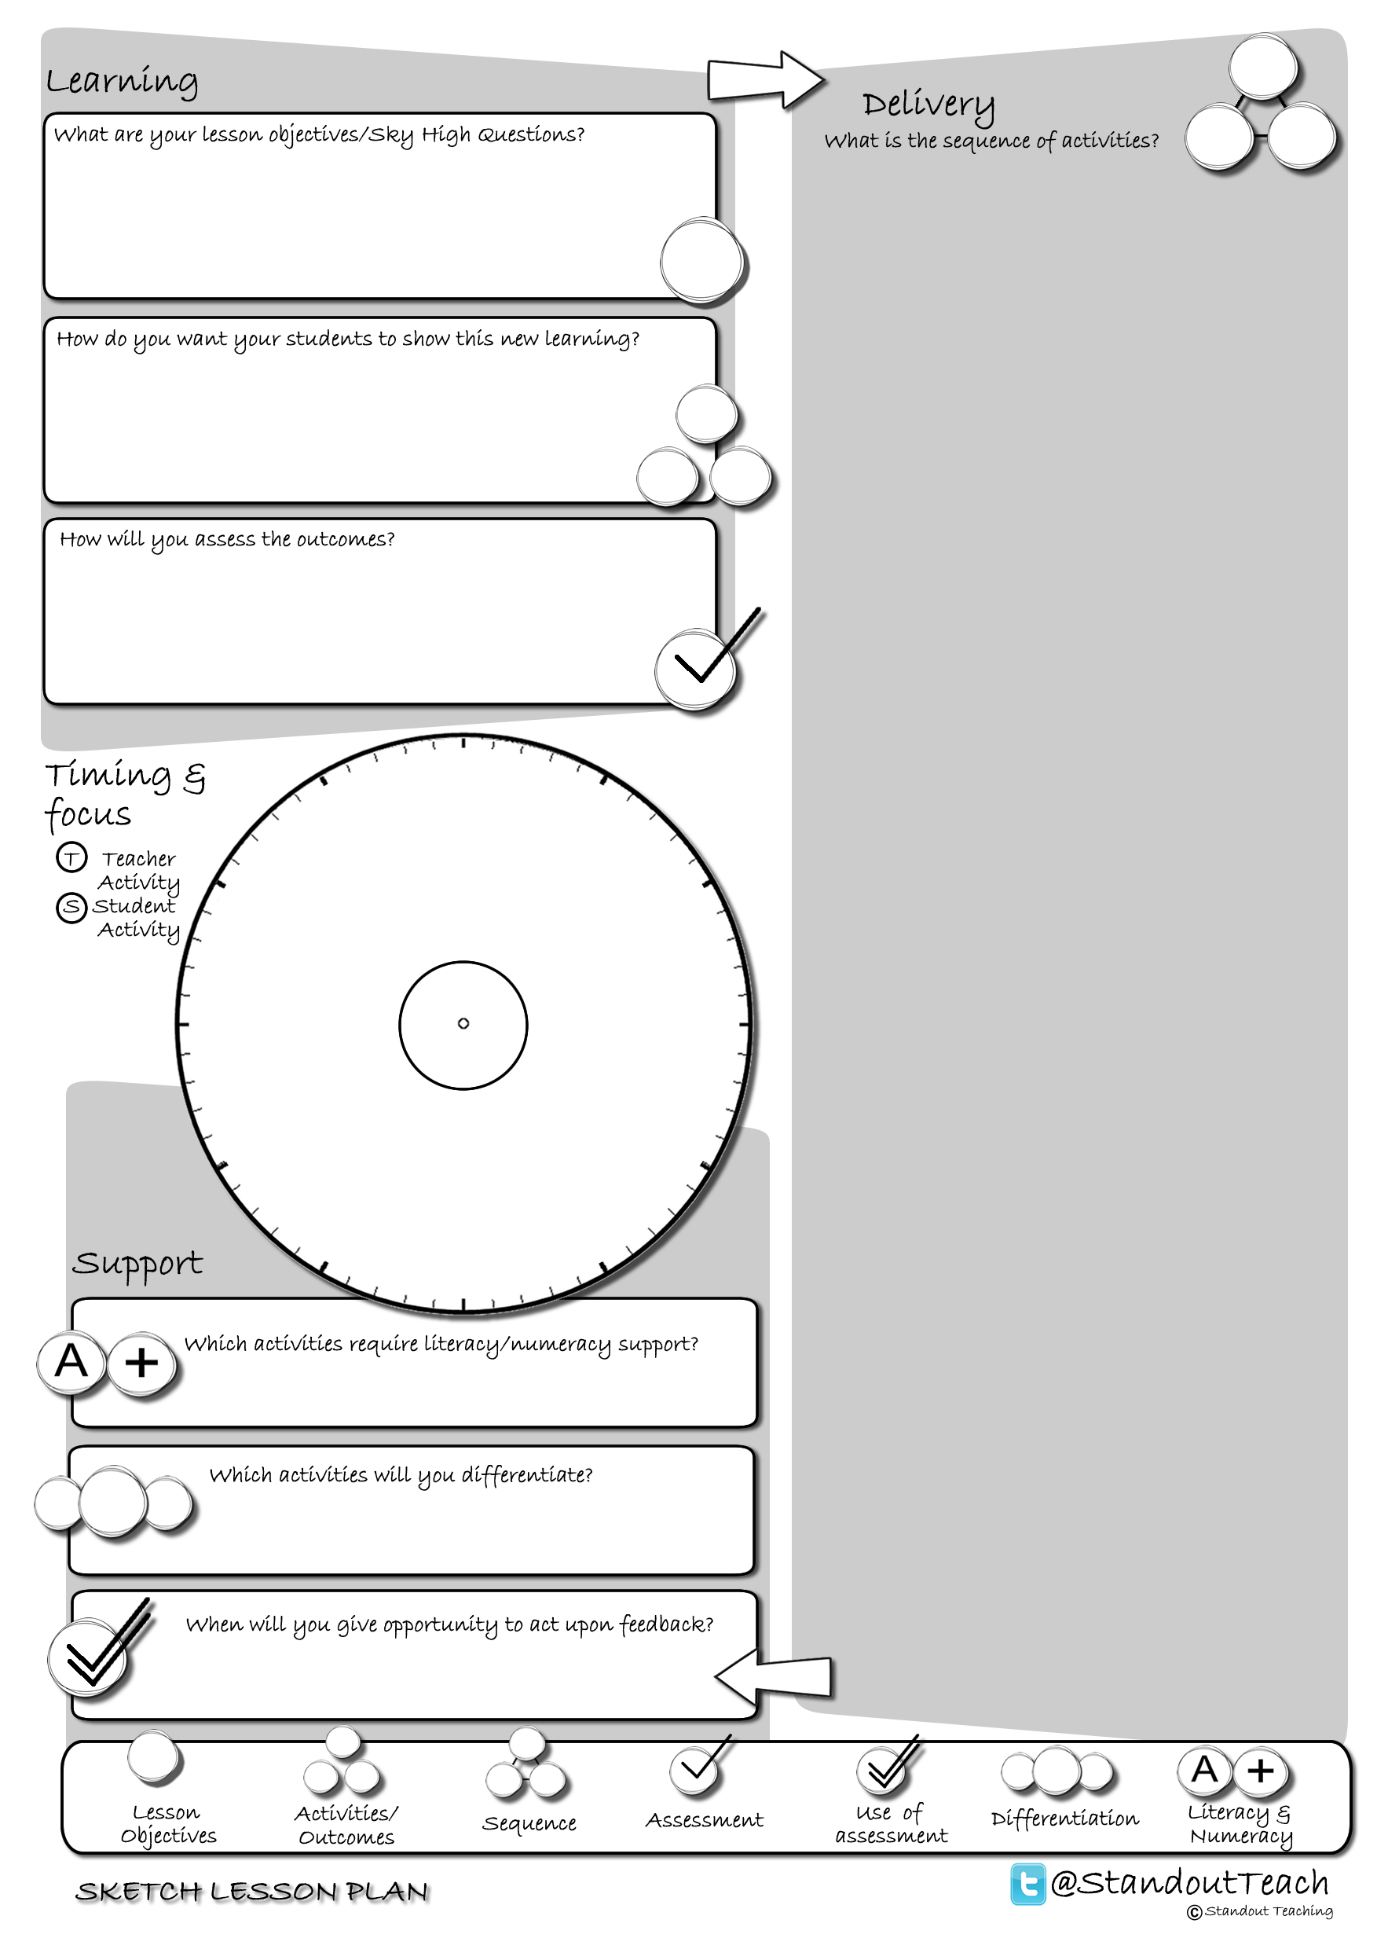 Learning
What are your lesson objectives/Sky High Questions?
How do you want your students to show this new learning?
How will you assess the outcomes?
Delivery
What is the sequence of activities?
Timing &
focus
T Teacher
Activity
S Student
Activity
Support
A + Which activities require literacy/numeracy support?
Which activities will you differentiate?
When will you give opportunity to act upon feedback?
Lesson
Objectives
Activities/
Outcomes
Sequence
Assessment
Use of
assessment
Differentiation
A +
Literacy &
Numeracy
SKETCH LESSON PLAN
t @StandoutTeach
© Standout Teaching